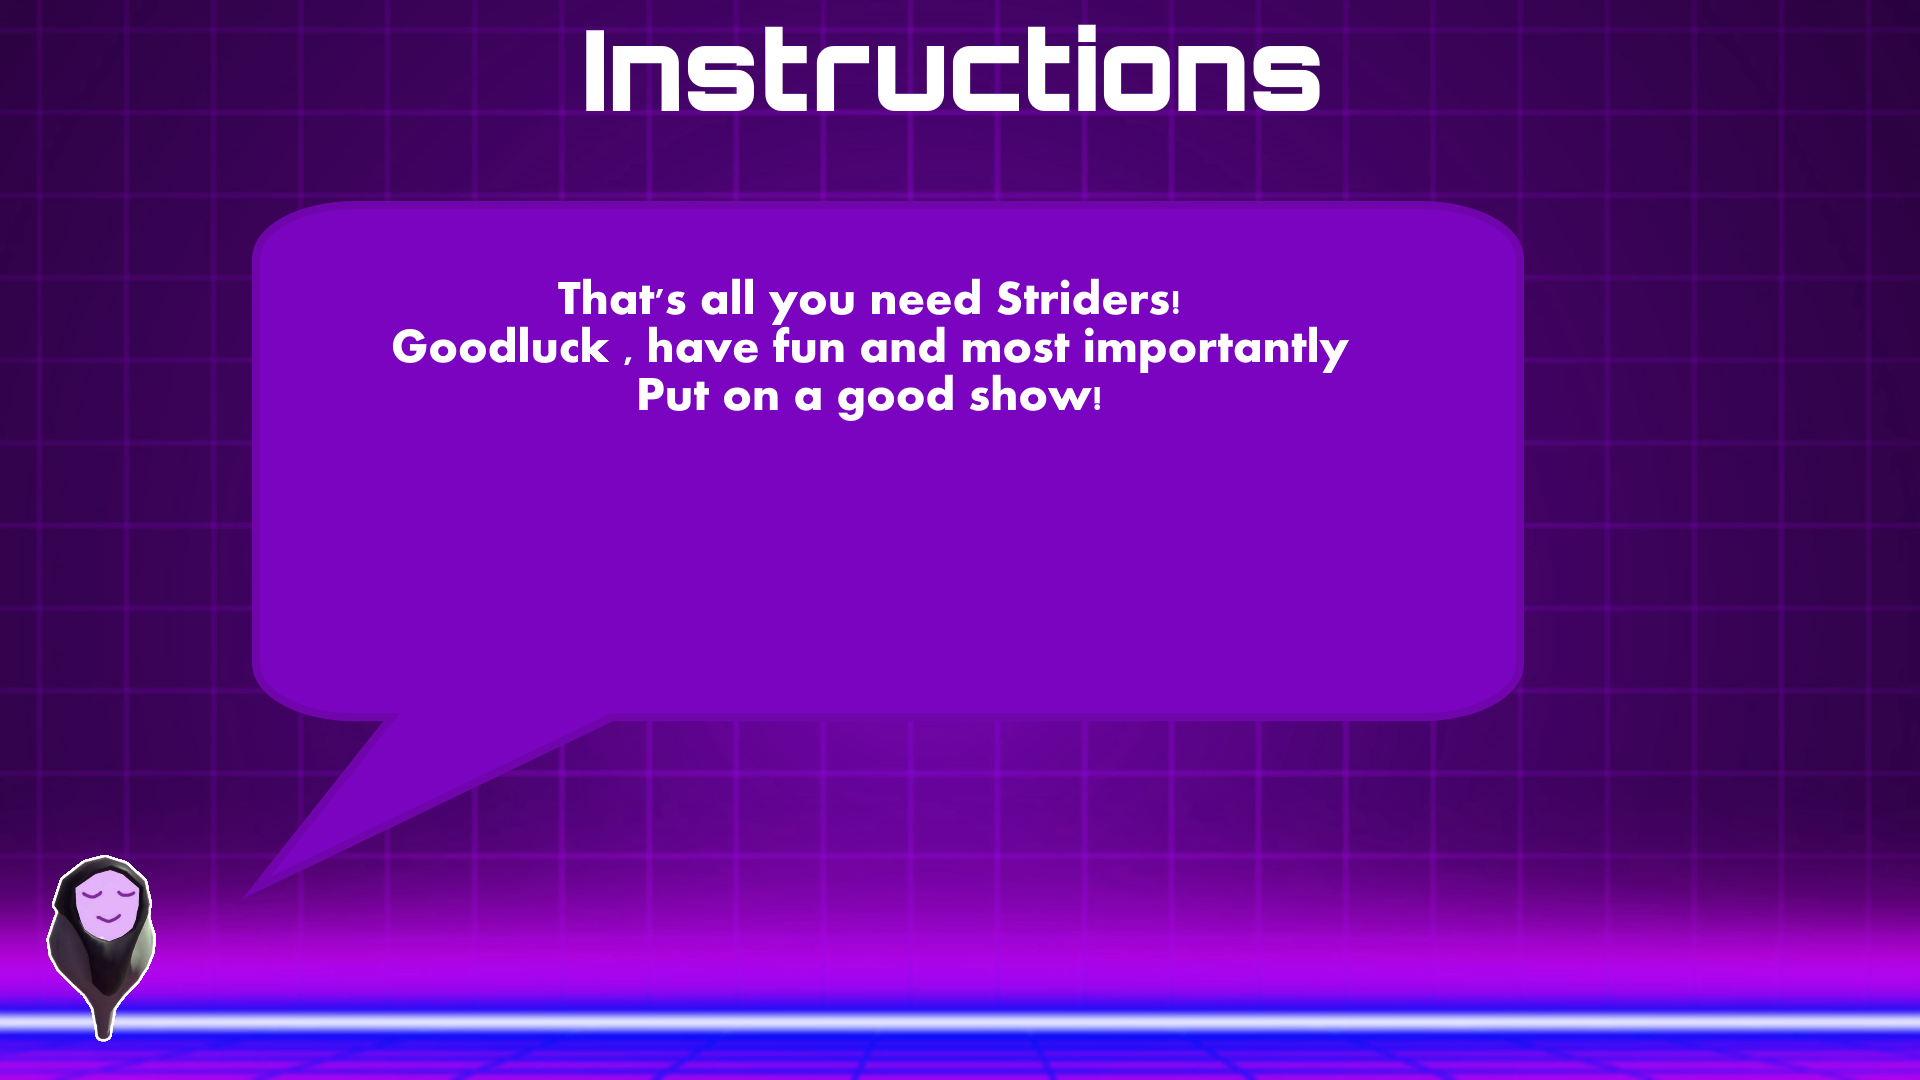 Instructions
That's all you need Striders!
Goodluck , have fun and most importantly
Put on a good show!